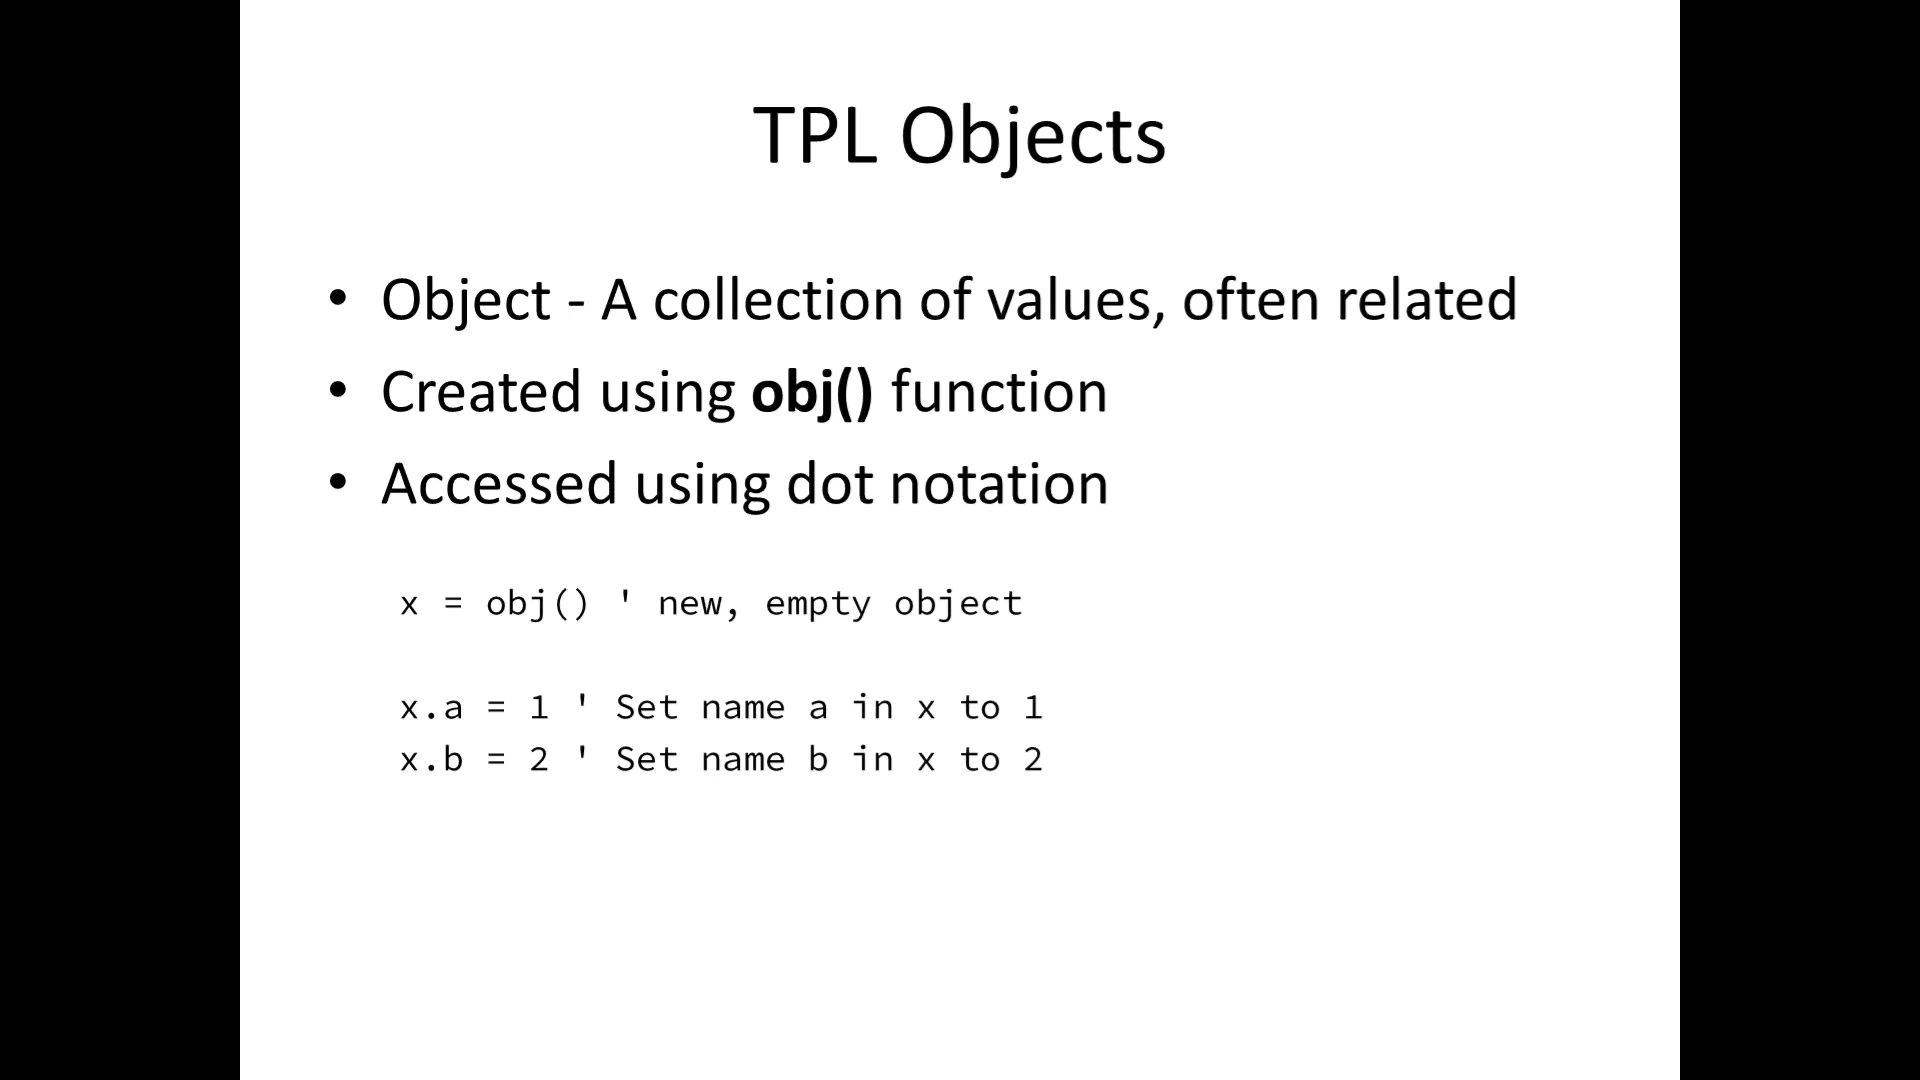 TPL Objects
• Object - A collection of values, often related
• Created using obj() function
• Accessed using dot notation
x = obj() ' new, empty object
x.a = 1 ' Set name a in x to 1
x.b = 2 ' Set name b in x to 2